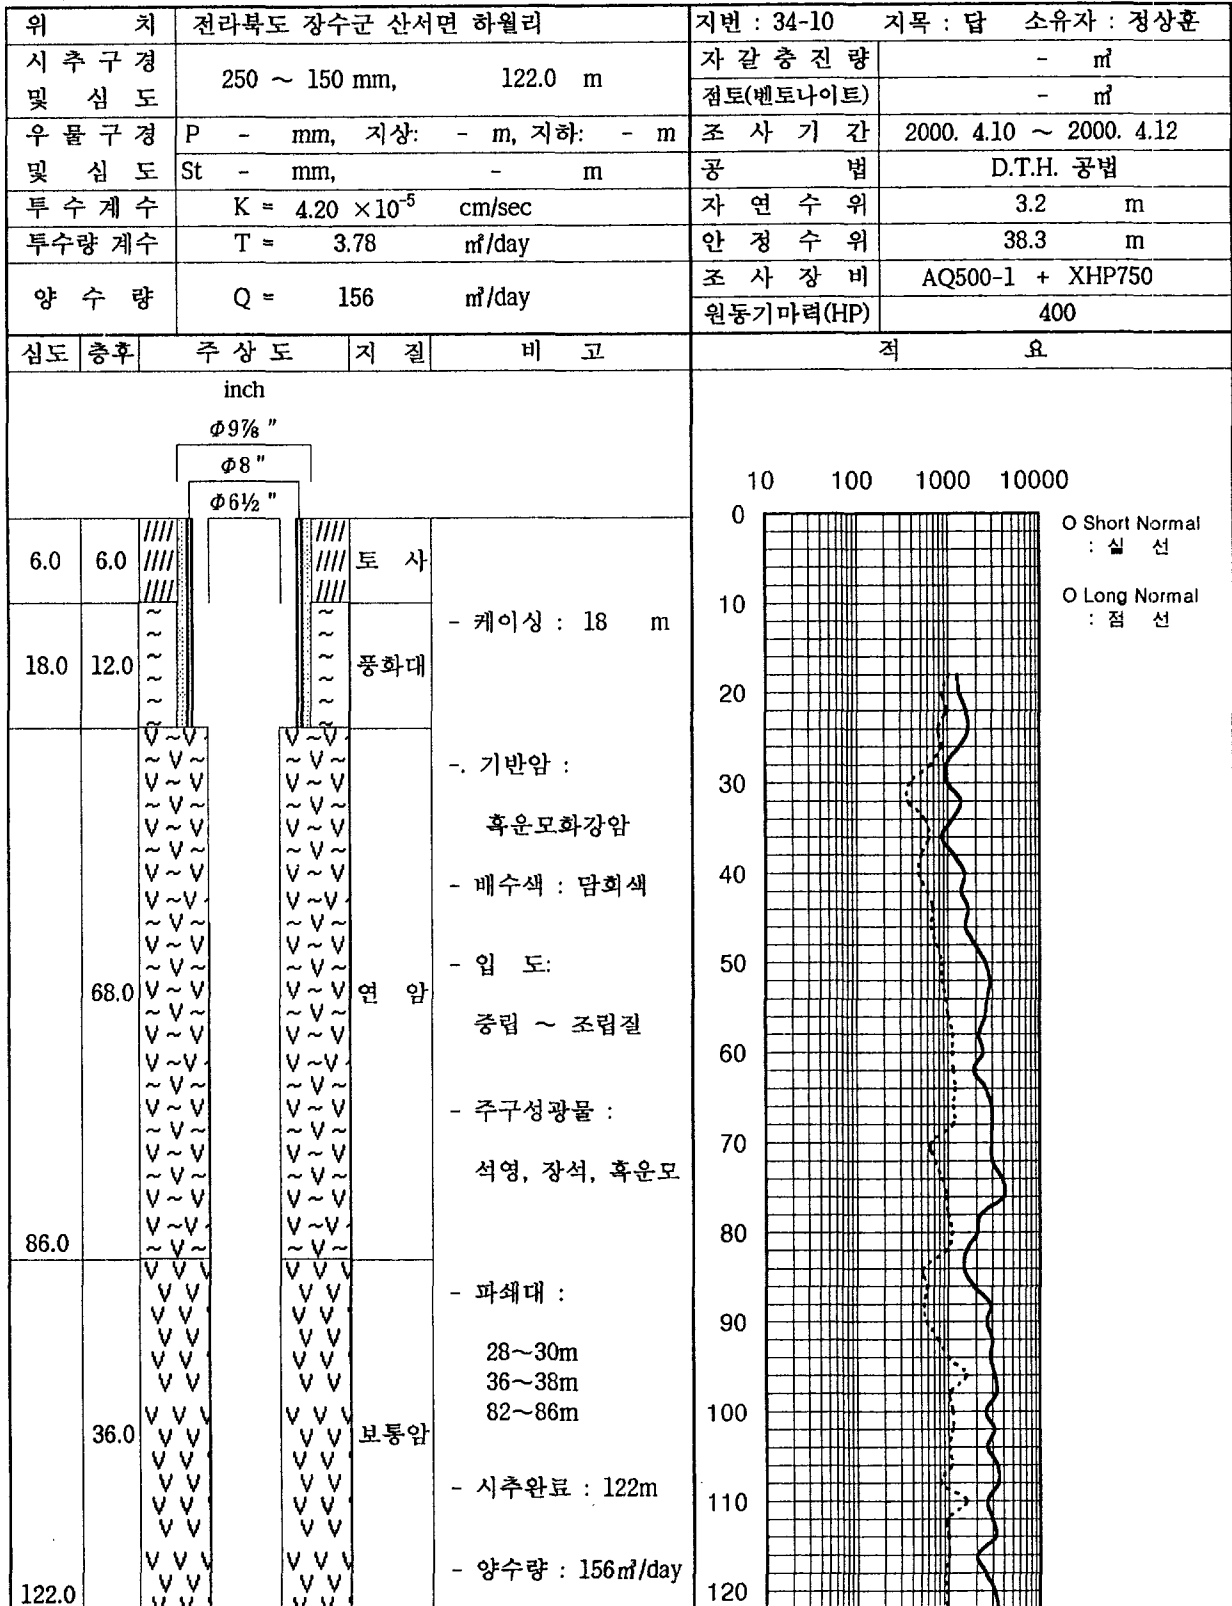 위 치 전라북도 장수군 산서면 하월리 지번 : 34-10 지목 : 답 소유자 : 정상훈
시 추 구 경 및 심 도 250 ~ 150 mm, 122.0 m 자 갈 충 진 량 - ㎥
점토(벤토나이트) - ㎥
우 물 구 경 및 심 도 P - mm, 지상: - m, 지하: - m 조 사 기 간 2000. 4.10 ~ 2000. 4.12
St - mm, - m 공 법 D.T.H. 공법
투 수 계 수 K = 4.20 ×10⁻⁵ cm/sec 자 연 수 위 3.2 m
투수량 계수 T = 3.78 ㎡/day 안 정 수 위 38.3 m
양 수 량 Q = 156 ㎥/day 조 사 장 비 AQ500-1 + XHP750
원동기마력(HP) 400
심도 층후 주 상 도 지 질 비 고 적 요
inch
Φ9⅞ "
Φ8 "
Φ6½ "
6.0 6.0 토 사
- 케이싱 : 18 m
18.0 12.0 풍화대
-. 기반암 :
흑운모화강암
- 배수색 : 담회색
- 입 도:
68.0 연 암
중립 ~ 조립질
- 주구성광물 :
석영, 장석, 흑운모
86.0
- 파쇄대 :
28~30m
36~38m
82~86m
36.0 보통암
- 시추완료 : 122m
- 양수량 : 156㎥/day
122.0
10 100 1000 10000
0
10
20
30
40
50
60
70
80
90
100
110
120
O Short Normal
: 실 선
O Long Normal
: 점 선